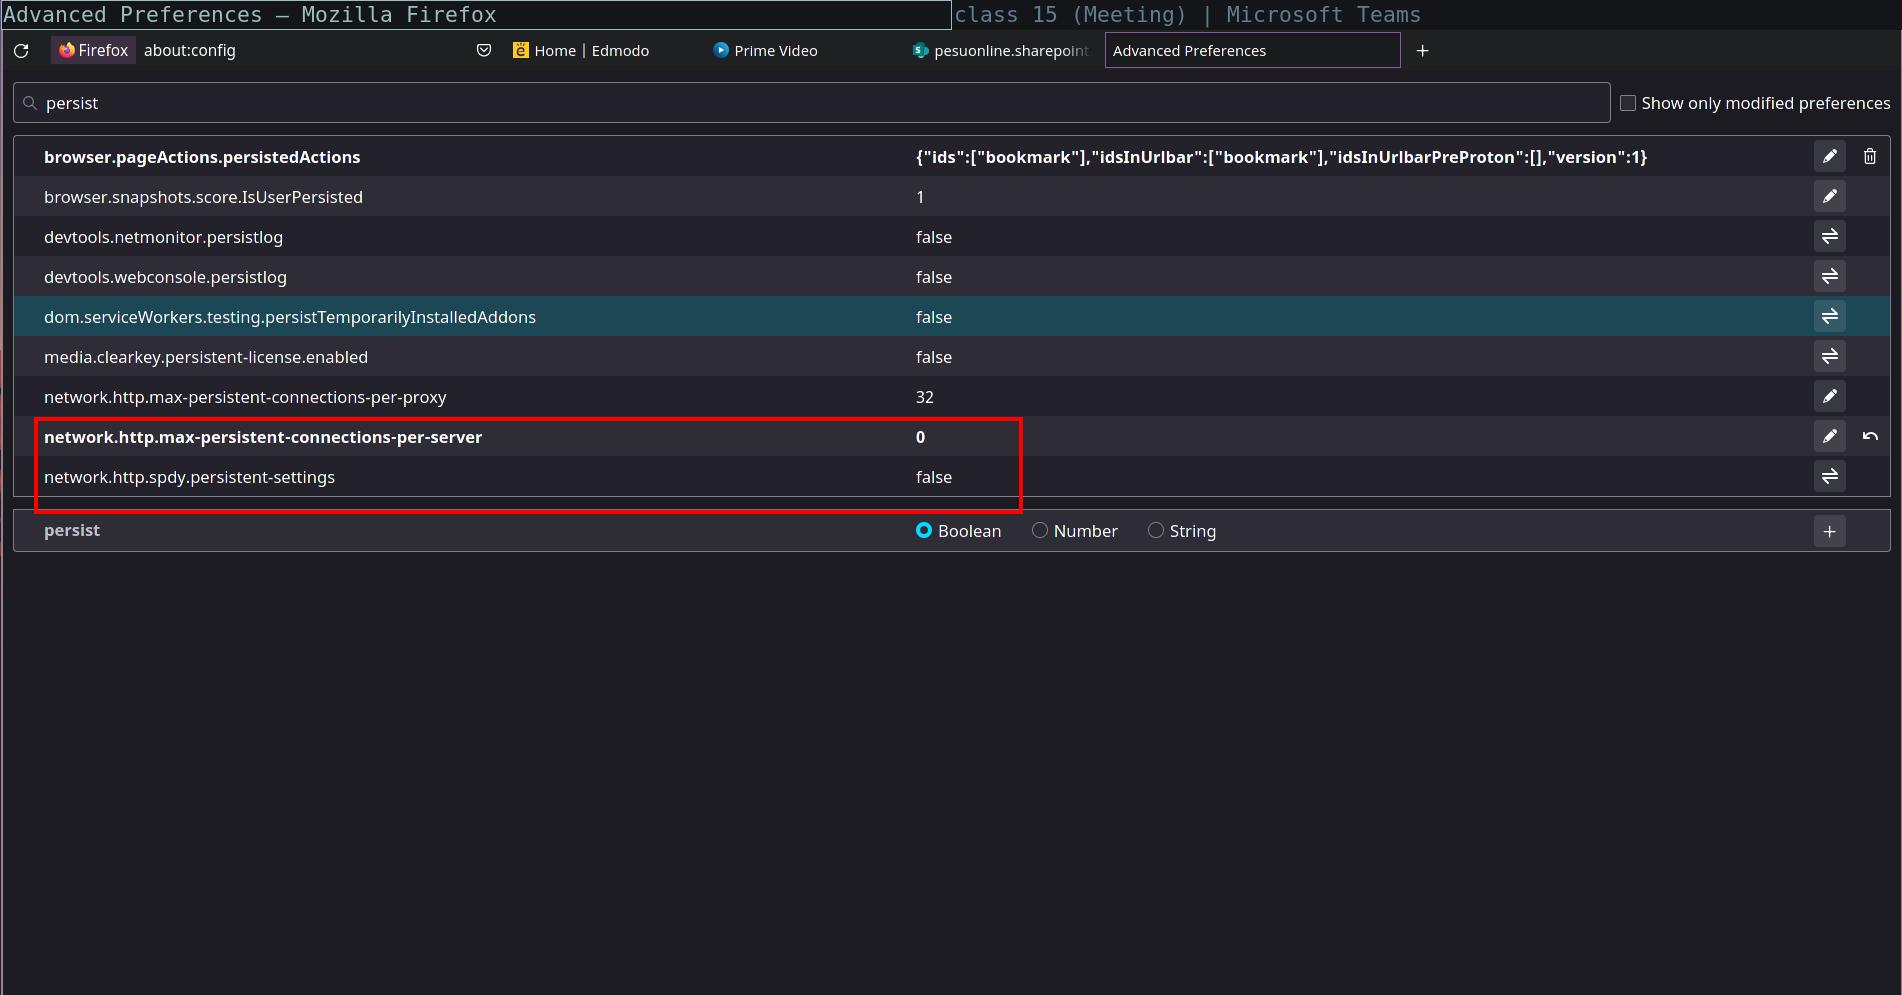 Advanced Preferences — Mozilla Firefox
class 15 (Meeting) | Microsoft Teams
Firefox about:config
Home | Edmodo
Prime Video
pesuonline.sharepoint
Advanced Preferences
persist
Show only modified preferences
browser.pageActions.persistedActions {"ids":["bookmark"],"idsInUrlbar":["bookmark"],"idsInUrlbarPreProton":[],"version":1}
browser.snapshots.score.IsUserPersisted 1
devtools.netmonitor.persistlog false
devtools.webconsole.persistlog false
dom.serviceWorkers.testing.persistTemporarilyInstalledAddons false
media.clearkey.persistent-license.enabled false
network.http.max-persistent-connections-per-proxy 32
network.http.max-persistent-connections-per-server 0
network.http.spdy.persistent-settings false
persist Boolean Number String